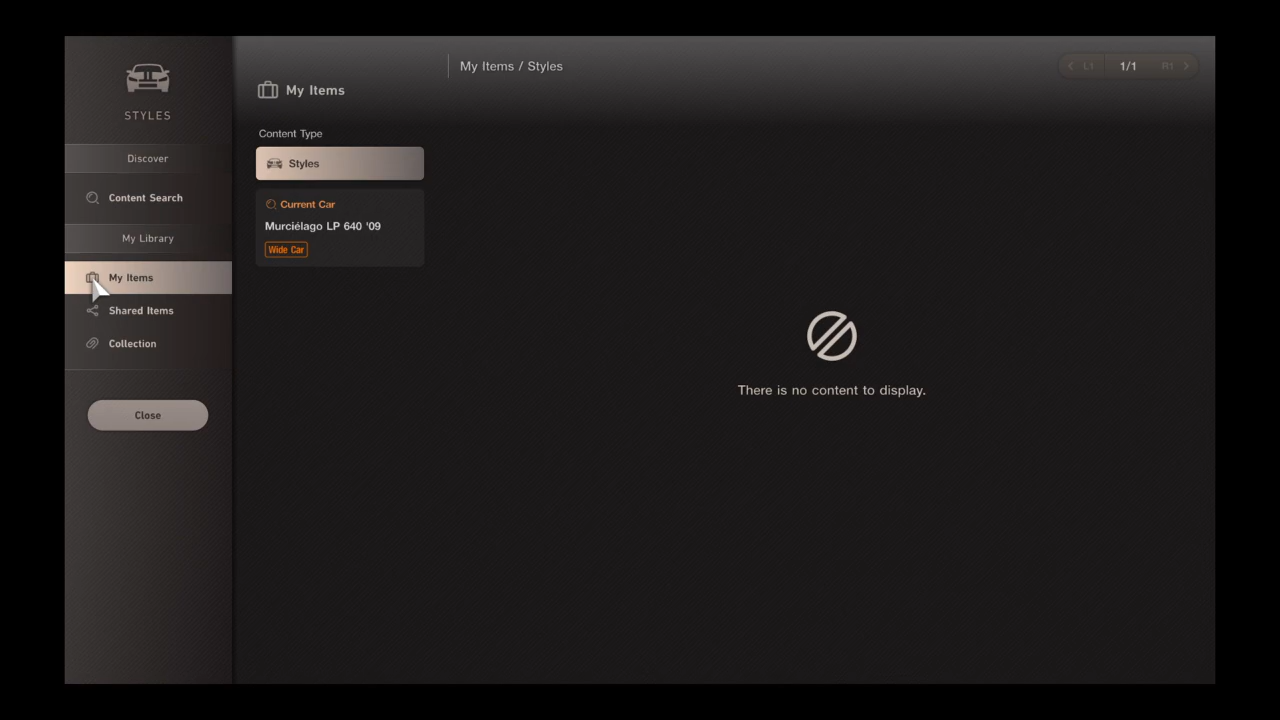 STYLES
Discover
Content Search
My Library
My Items
Shared Items
Collection
Close
My Items
My Items / Styles
L1 1/1 R1
Content Type
Styles
Current Car
Murciélago LP 640 '09
Wide Car
There is no content to display.